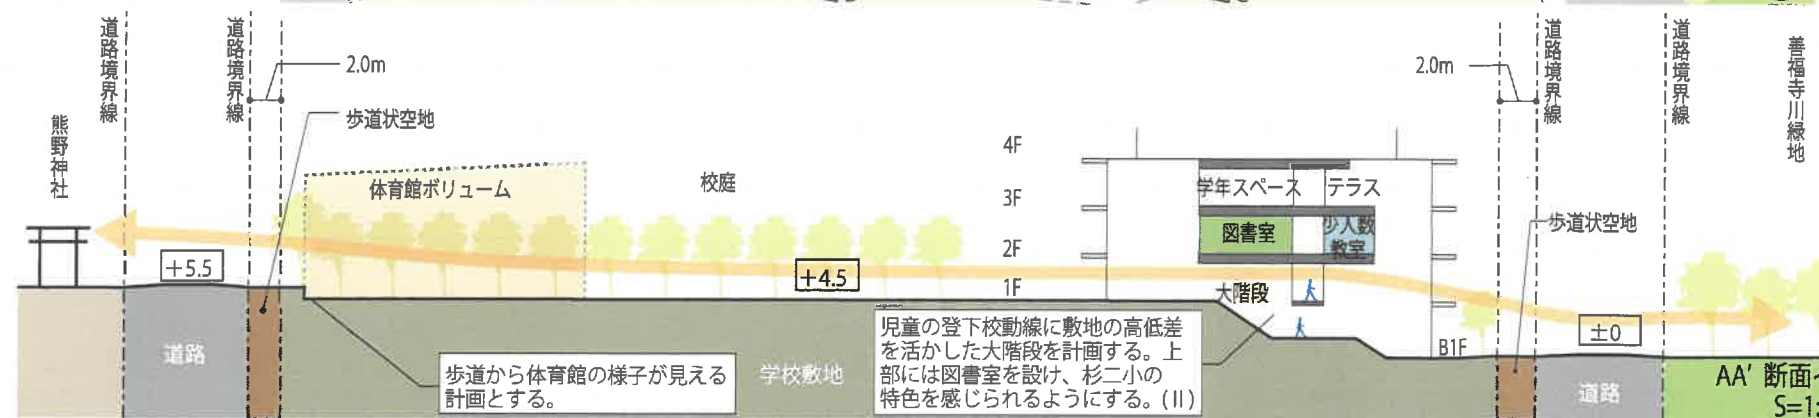 道路境界線
道路境界線
2.0m
歩道状空地
熊野神社
体育館ボリューム
校庭
+5.5
+4.5
道路
歩道から体育館の様子が見える
計画とする。
学校敷地
4F
3F
2F
1F
B1F
学年スペース
テラス
図書室
少人数
教室
大階段
児童の登下校動線に敷地の高低差
を活かした大階段を計画する。上
部には図書室を設け、杉二小の
特色を感じられるようにする。(II)
2.0m
道路境界線
道路境界線
善福寺川緑地
歩道状空地
±0
道路
AA' 断面
S=1